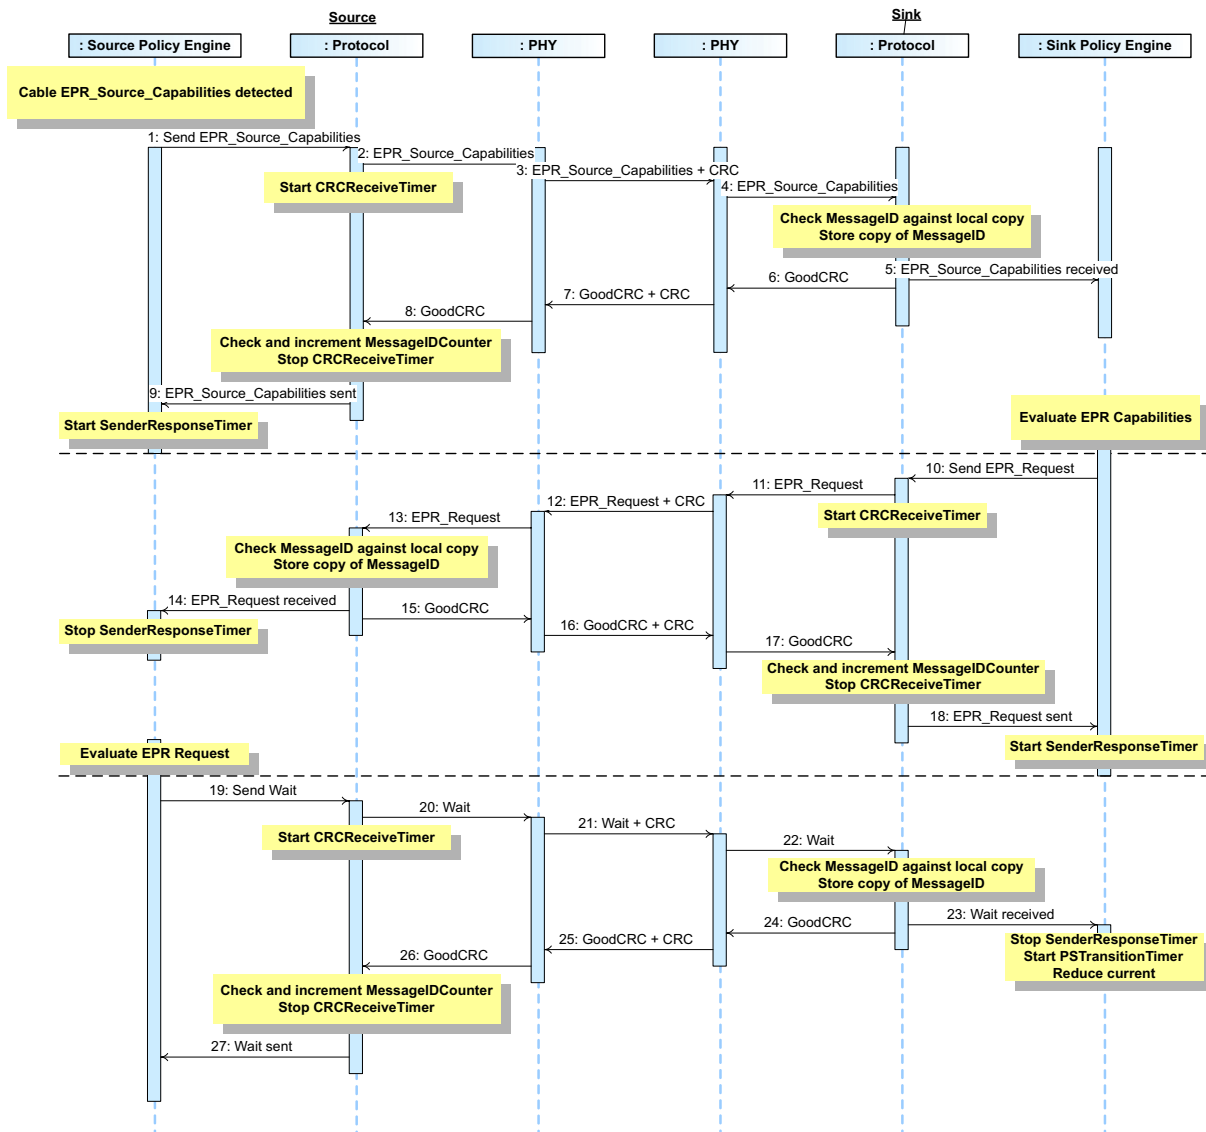 Source
Sink
: Source Policy Engine
: Protocol
: PHY
: PHY
: Protocol
: Sink Policy Engine
Cable EPR_Source_Capabilities detected
1: Send EPR_Source_Capabilities
2: EPR_Source_Capabilities
3: EPR_Source_Capabilities + CRC
Start CRCReceiveTimer
4: EPR_Source_Capabilities
Check MessageID against local copy
Store copy of MessageID
5: EPR_Source_Capabilities received
6: GoodCRC
7: GoodCRC + CRC
8: GoodCRC
Check and increment MessageIDCounter
Stop CRCReceiveTimer
9: EPR_Source_Capabilities sent
Start SenderResponseTimer
Evaluate EPR Capabilities
10: Send EPR_Request
11: EPR_Request
12: EPR_Request + CRC
Start CRCReceiveTimer
13: EPR_Request
Check MessageID against local copy
Store copy of MessageID
14: EPR_Request received
15: GoodCRC
Stop SenderResponseTimer
16: GoodCRC + CRC
17: GoodCRC
Check and increment MessageIDCounter
Stop CRCReceiveTimer
18: EPR_Request sent
Start SenderResponseTimer
Evaluate EPR Request
19: Send Wait
20: Wait
21: Wait + CRC
Start CRCReceiveTimer
22: Wait
Check MessageID against local copy
Store copy of MessageID
23: Wait received
24: GoodCRC
25: GoodCRC + CRC
26: GoodCRC
Stop SenderResponseTimer
Start PSTransitionTimer
Reduce current
Check and increment MessageIDCounter
Stop CRCReceiveTimer
27: Wait sent